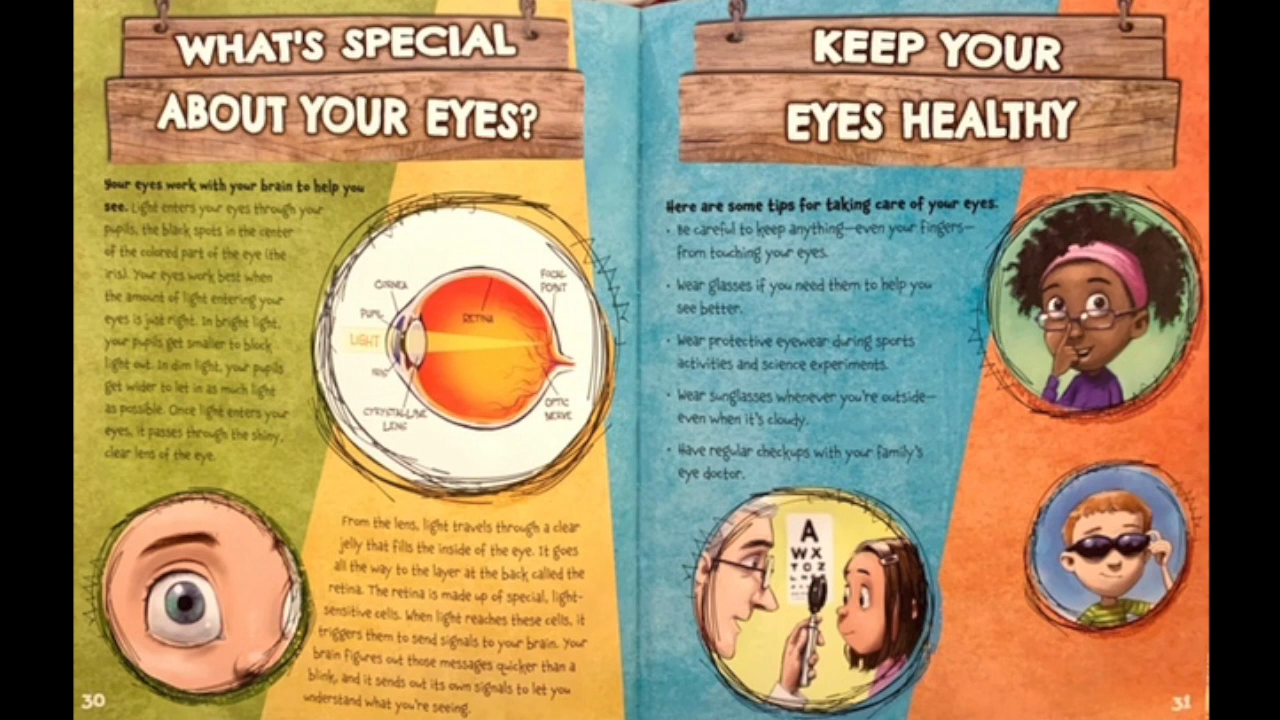 WHAT'S SPECIAL
ABOUT YOUR EYES?
Your eyes work with your brain to help you
see. Light enters your eyes through your
pupils, the black spots in the center
of the colored part of the eye (the
iris). Your eyes work best when
the amount of light entering your
eyes is just right. In bright light,
your pupils get smaller to block
light out. In dim light, your pupils
get wider to let in as much light
as possible. Once light enters your
eyes, it passes through the shiny,
clear lens of the eye.
CORNEA
PUPIL
LIGHT
IRIS
CYRYSTALLINE
LENS
RETINA
FOCAL
POINT
OPTIC
NERVE
From the lens, light travels through a clear
jelly that fills the inside of the eye. It goes
all the way to the layer at the back called the
retina. The retina is made up of special, light-
sensitive cells. When light reaches these cells, it
triggers them to send signals to your brain. Your
brain figures out those messages quicker than a
blink, and it sends out its own signals to let you
understand what you're seeing.
30
KEEP YOUR
EYES HEALTHY
Here are some tips for taking care of your eyes.
• Be careful to keep anything—even your fingers—
from touching your eyes.
• Wear glasses if you need them to help you
see better.
• Wear protective eyewear during sports
activities and science experiments.
• Wear sunglasses whenever you're outside—
even when it's cloudy.
• Have regular checkups with your family's
eye doctor.
A
W X
T O Z
31